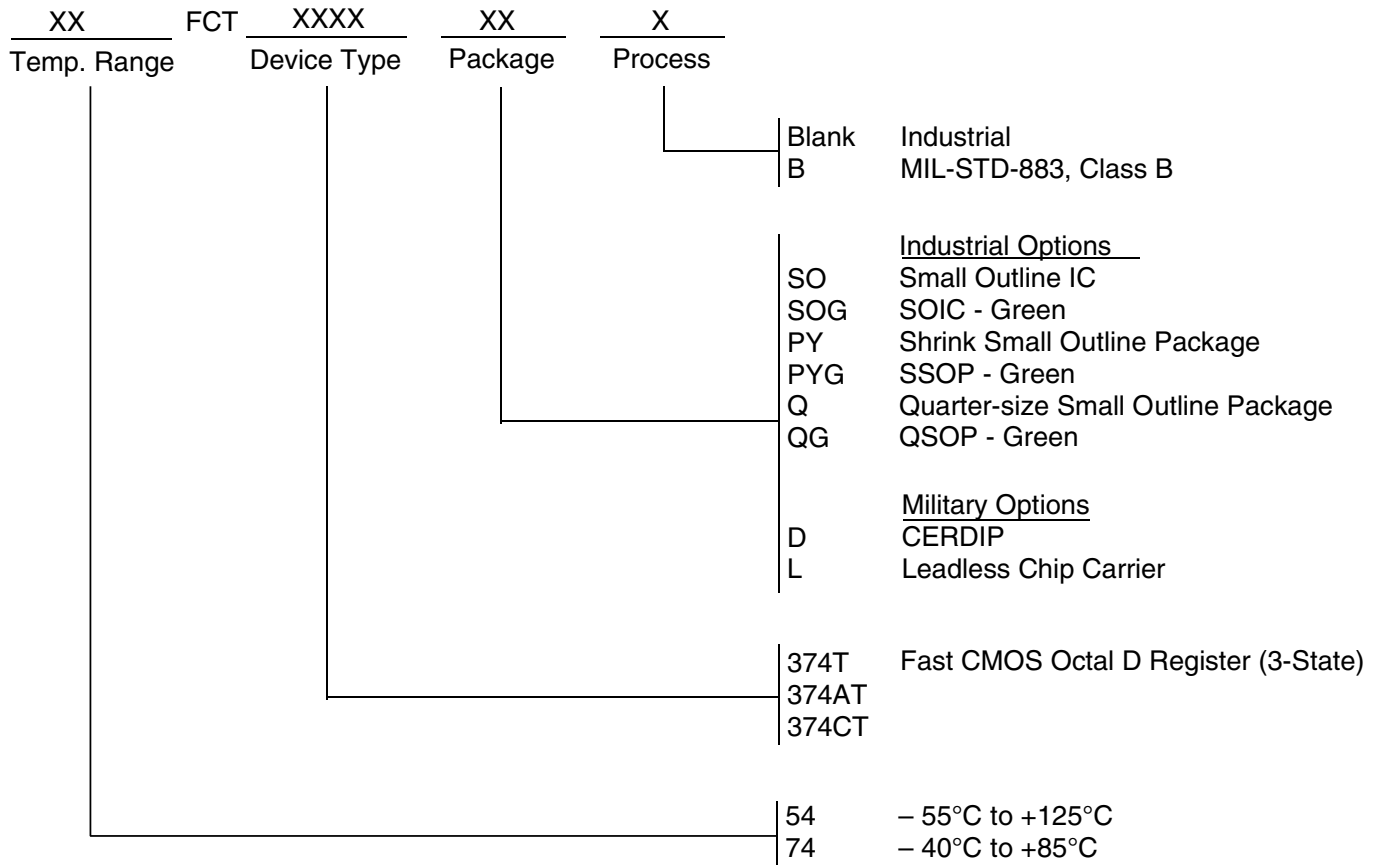 XX FCT XXXX XX X
Temp. Range Device Type Package Process
Blank Industrial
B MIL-STD-883, Class B
Industrial Options
SO Small Outline IC
SOG SOIC - Green
PY Shrink Small Outline Package
PYG SSOP - Green
Q Quarter-size Small Outline Package
QG QSOP - Green
Military Options
D CERDIP
L Leadless Chip Carrier
374T Fast CMOS Octal D Register (3-State)
374AT
374CT
54 – 55°C to +125°C
74 – 40°C to +85°C